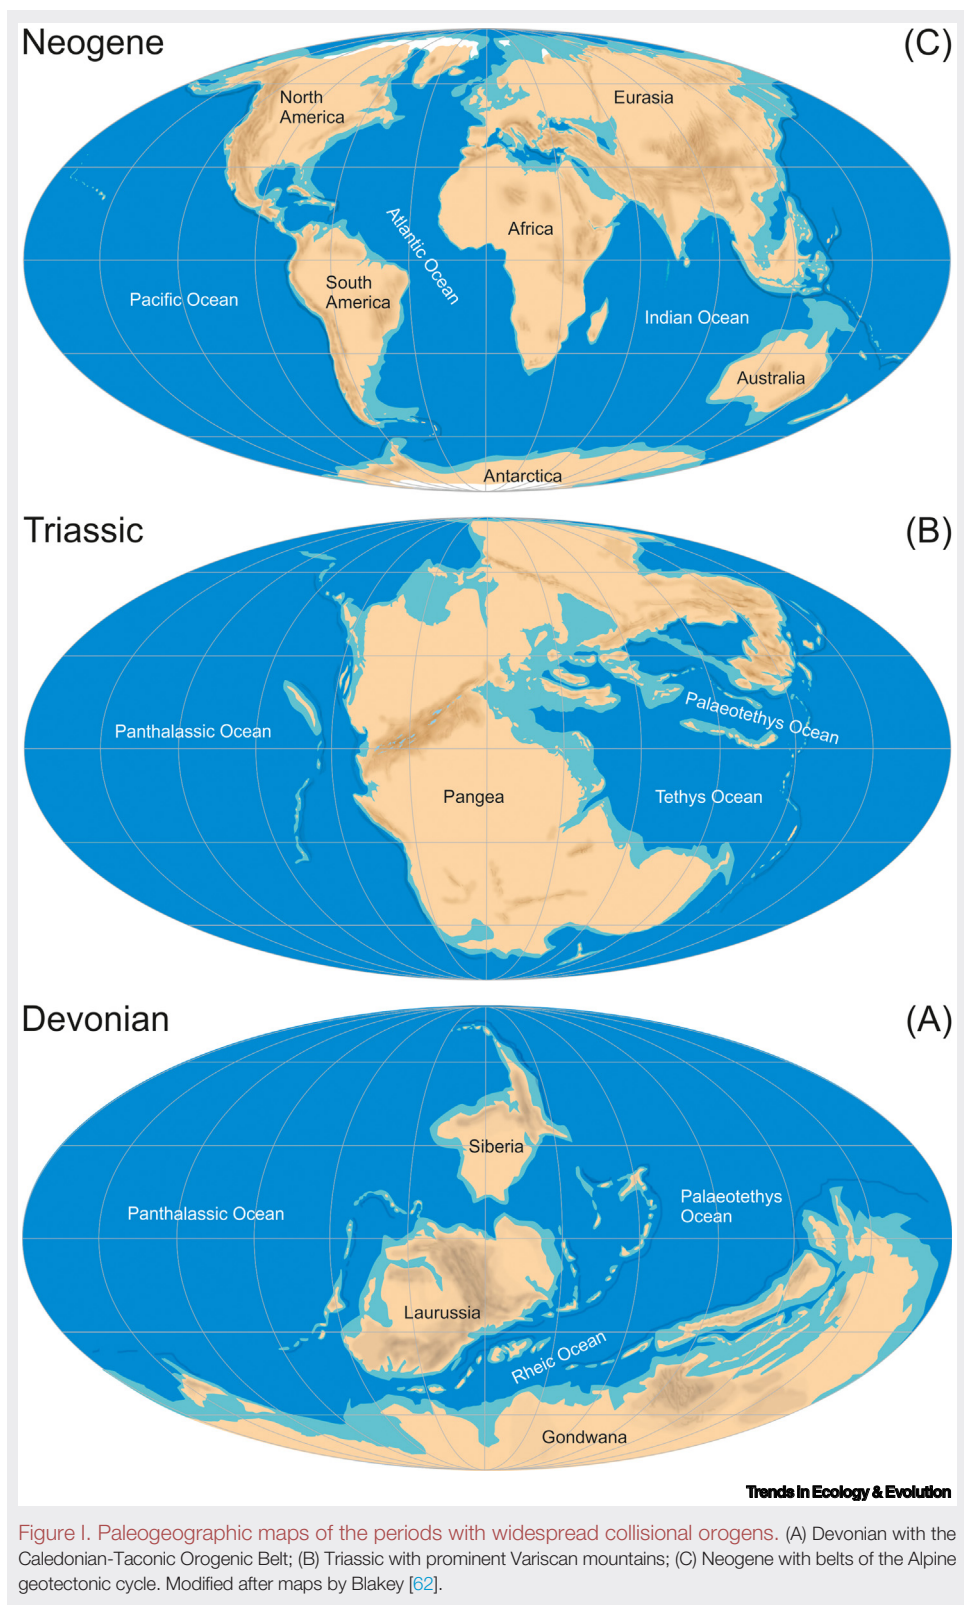 Neogene
(C)
North
America
Eurasia
Atlantic Ocean
Africa
South
America
Pacific Ocean
Indian Ocean
Australia
Antarctica
Triassic
(B)
Palaeotethys Ocean
Panthalassic Ocean
Pangea
Tethys Ocean
Devonian
(A)
Siberia
Panthalassic Ocean
Palaeotethys
Ocean
Laurussia
Rheic Ocean
Gondwana
Trends in Ecology & Evolution
Figure I. Paleogeographic maps of the periods with widespread collisional orogens. (A) Devonian with the
Caledonian-Taconic Orogenic Belt; (B) Triassic with prominent Variscan mountains; (C) Neogene with belts of the Alpine
geotectonic cycle. Modified after maps by Blakey [62].